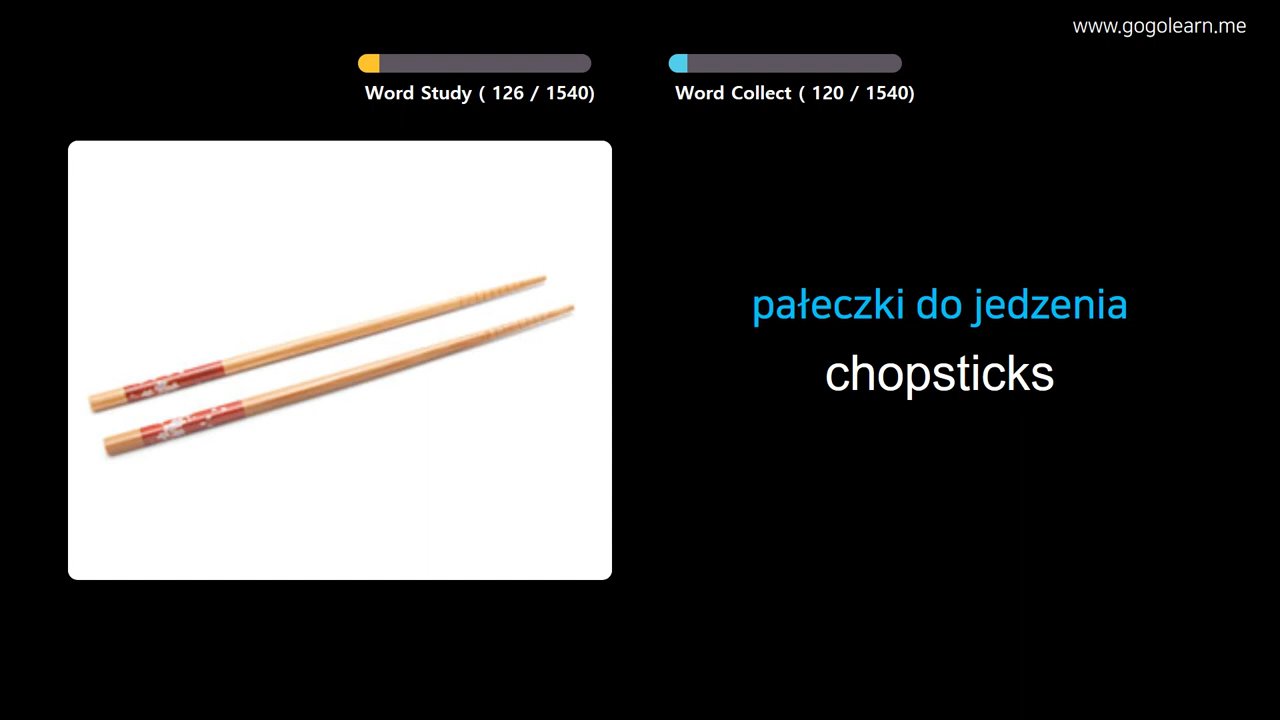 www.gogolearn.me
Word Study ( 126 / 1540)
Word Collect ( 120 / 1540)
pałeczki do jedzenia
chopsticks